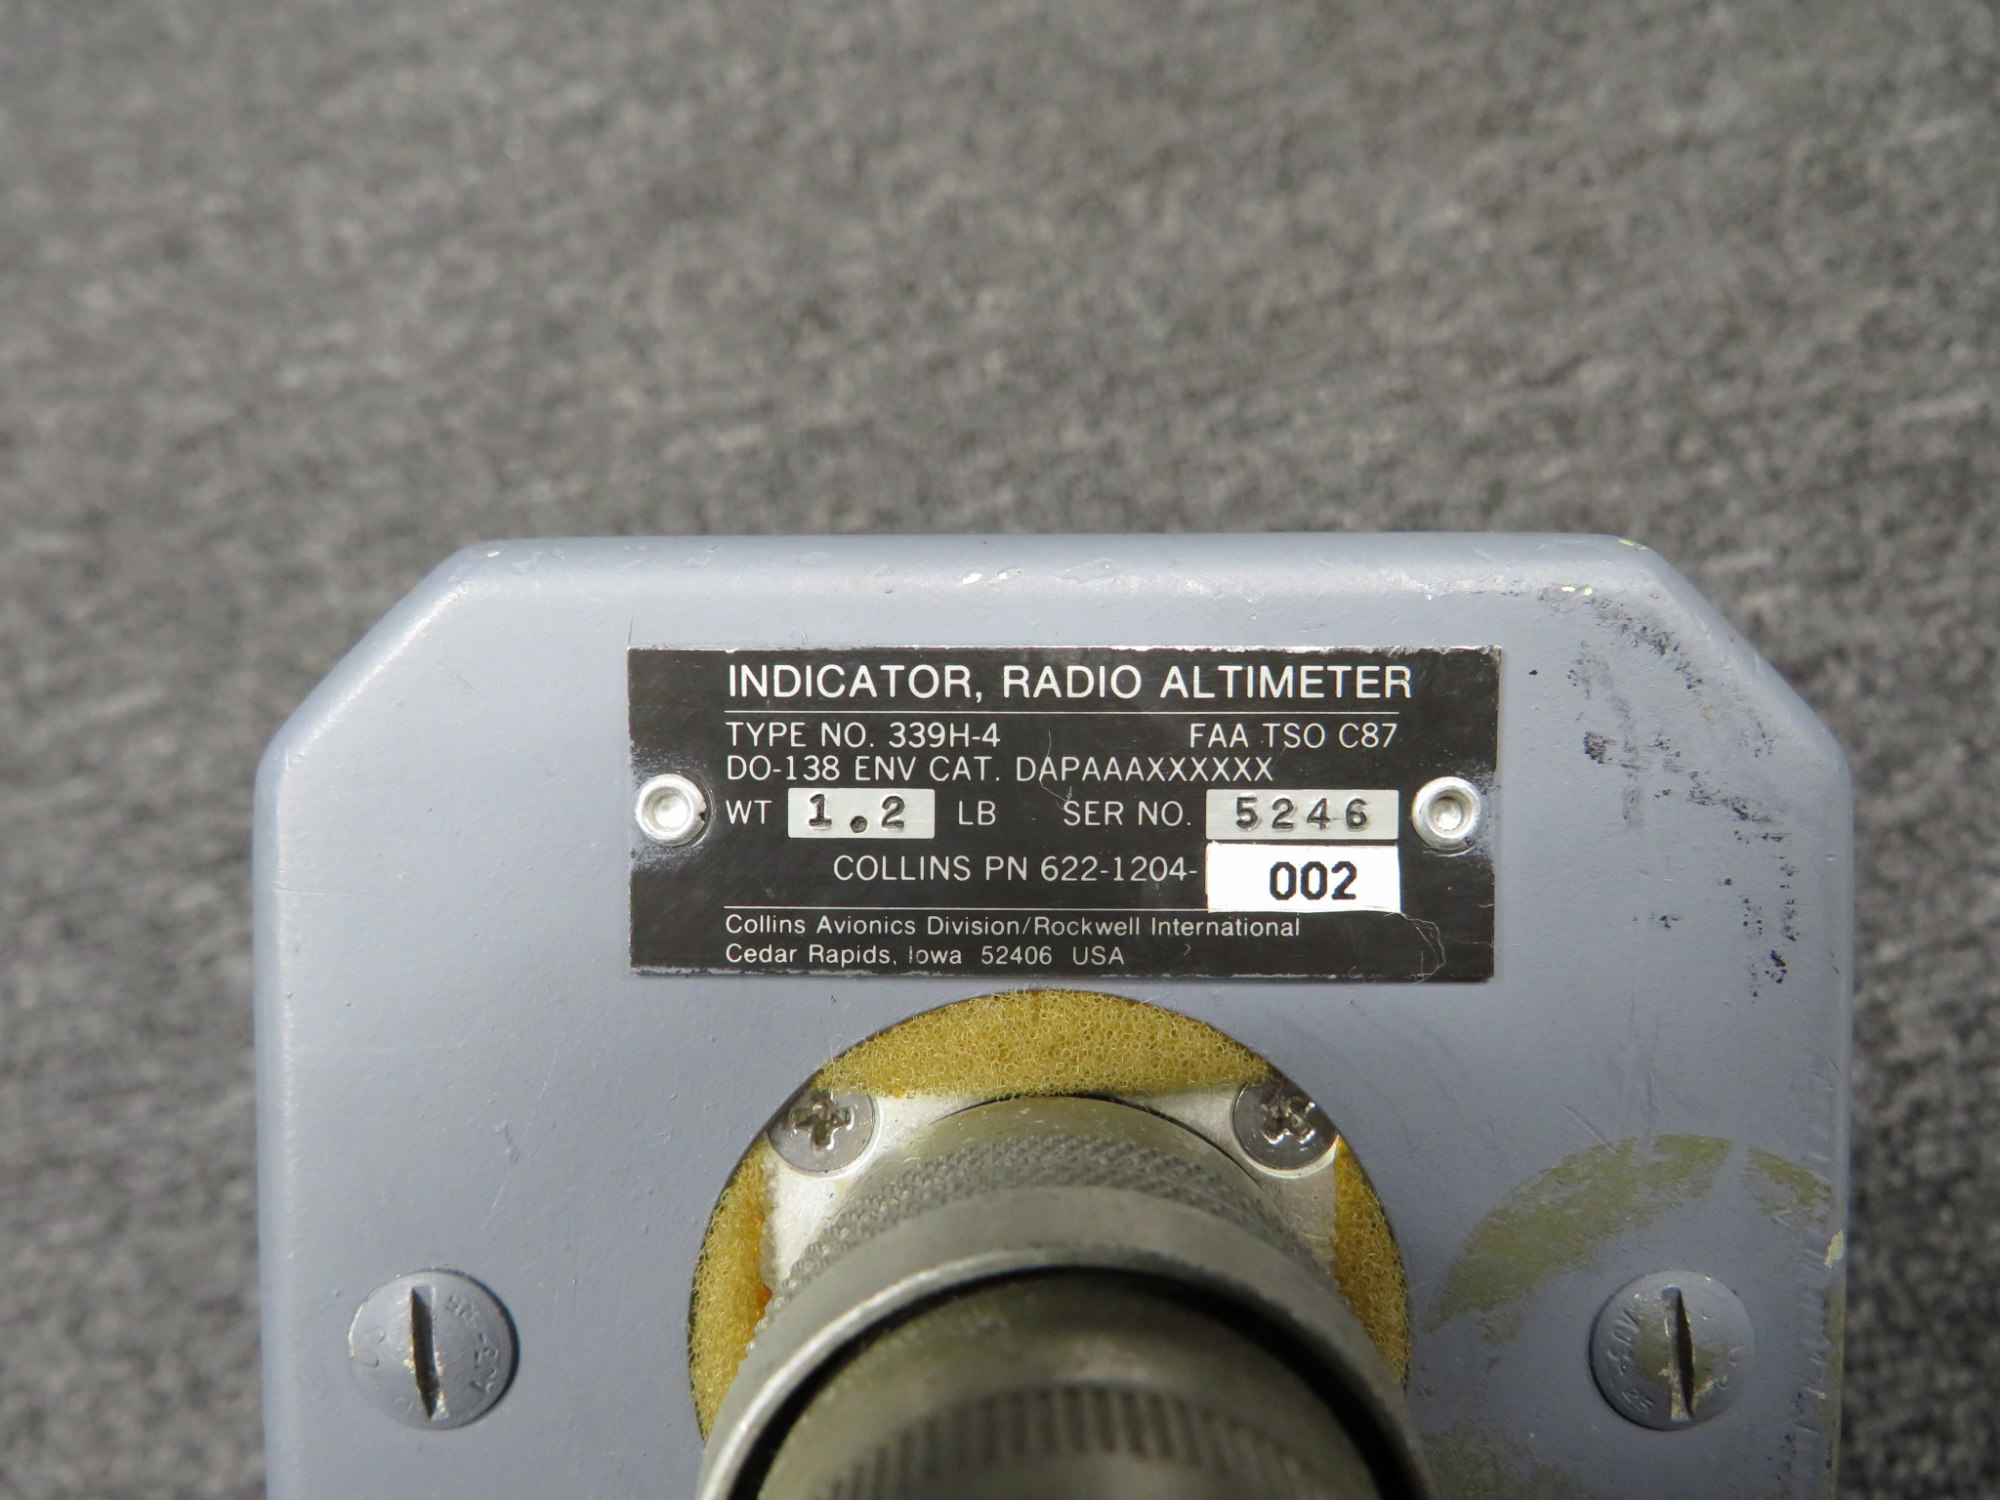 INDICATOR, RADIO ALTIMETER
TYPE NO. 339H-4 FAA TSO C87
DO-138 ENV CAT. DAPAAAXXXXXX
WT 1.2 LB SER NO. 5246
COLLINS PN 622-1204- 002
Collins Avionics Division/Rockwell International
Cedar Rapids, Iowa 52406 USA